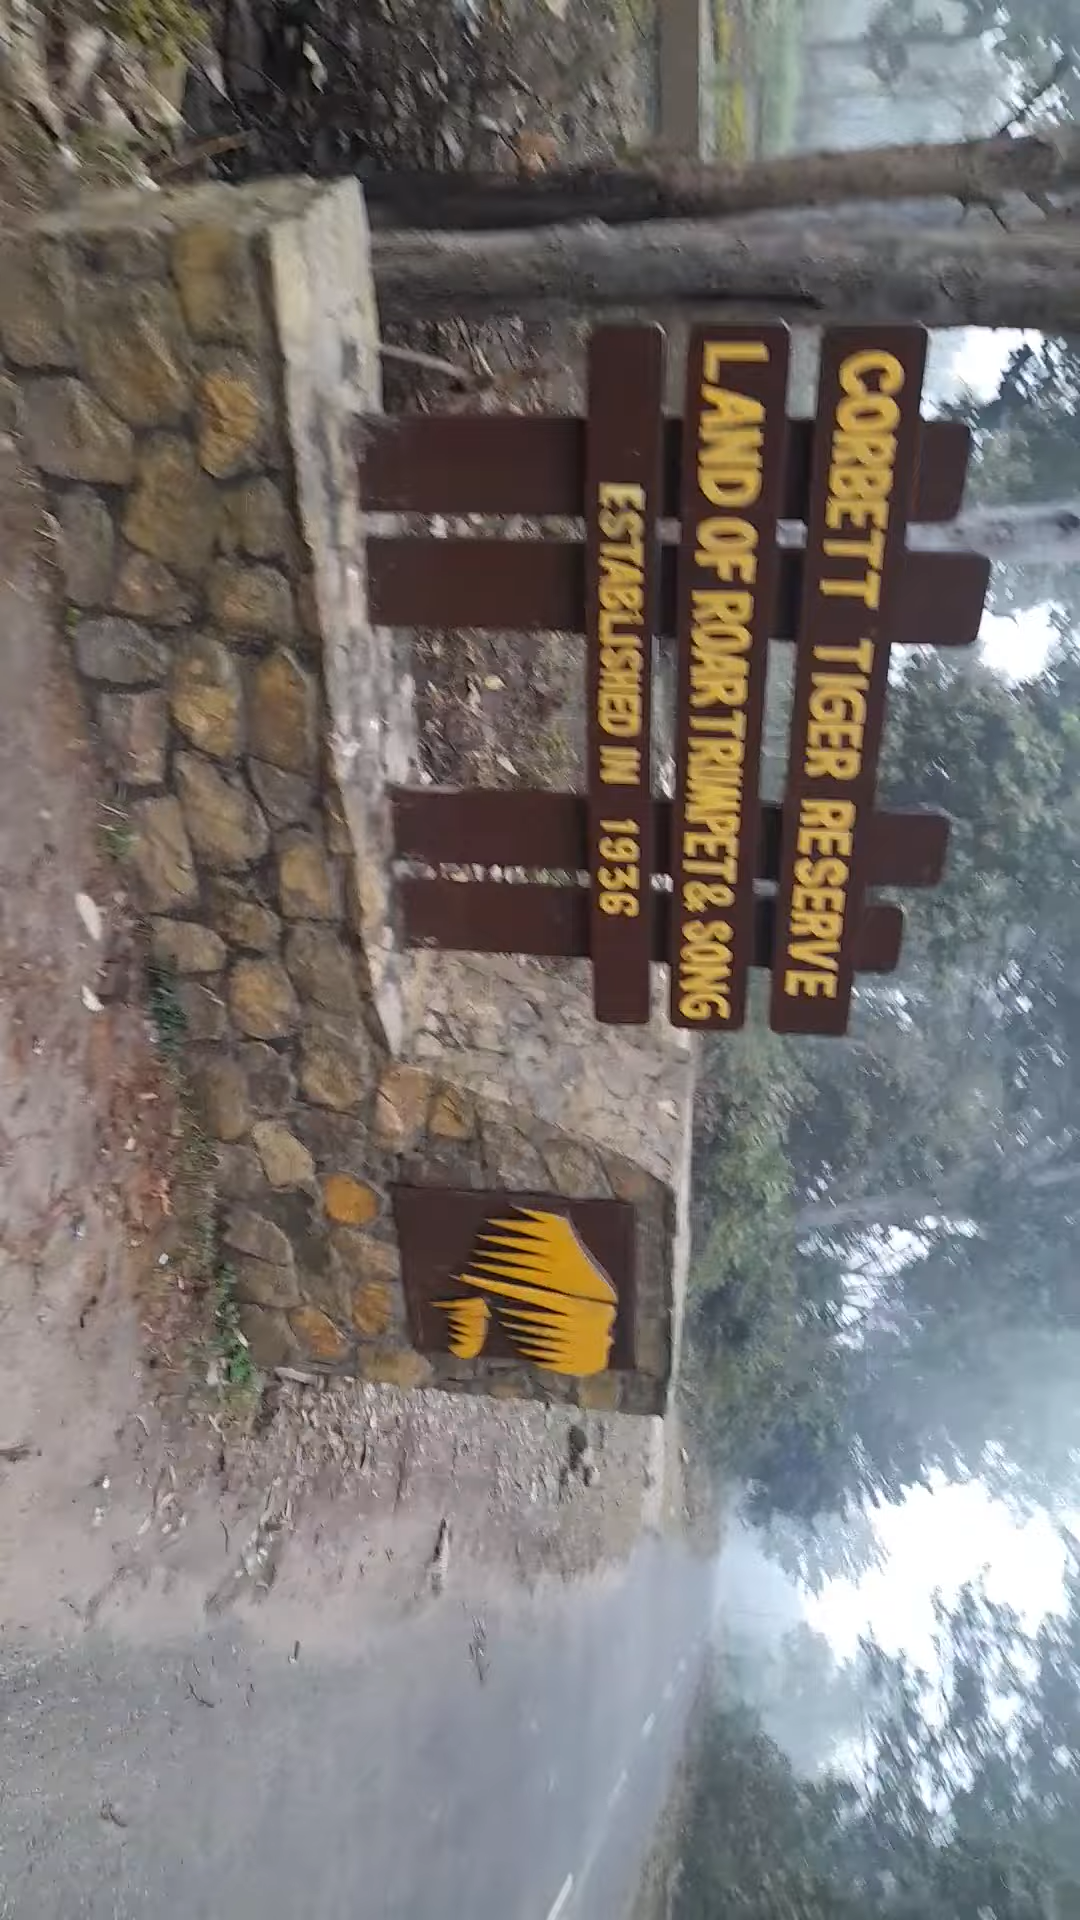 CORBETT TIGER RESERVE
LAND OF ROAR TRUMPET & SONG
ESTABLISHED IN 1936